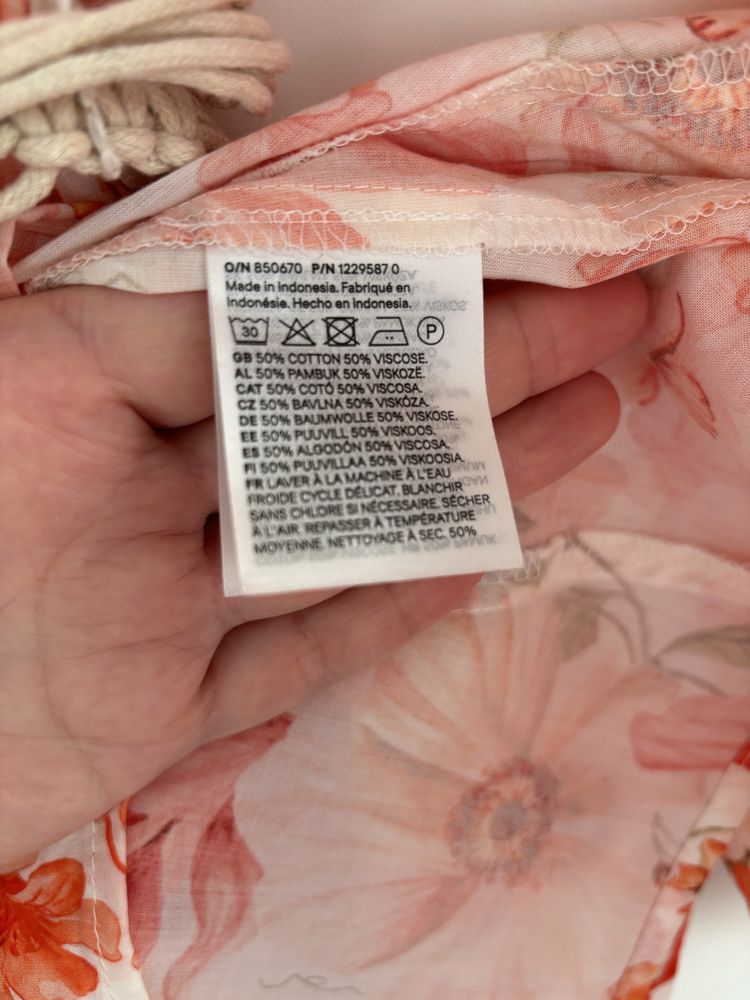 O/N 850670 P/N 1229587 0
Made in Indonesia. Fabriqué en
Indonésie. Hecho en Indonesia.
30 P
GB 50% COTTON 50% VISCOSE.
AL 50% PAMBUK 50% VISKOZË.
CAT 50% COTÓ 50% VISCOSA.
CZ 50% BAVLNA 50% VISKÓZA.
DE 50% BAUMWOLLE 50% VISKOSE.
EE 50% PUUVILL 50% VISKOOS.
ES 50% ALGODÓN 50% VISCOSA.
FI 50% PUUVILLAA 50% VISKOOSIA.
FR LAVER À LA MACHINE À L'EAU
FROIDE CYCLE DÉLICAT. BLANCHIR
SANS CHLORE SI NÉCESSAIRE. SÉCHER
À L'AIR. REPASSER À TEMPÉRATURE
MOYENNE. NETTOYAGE À SEC. 50%